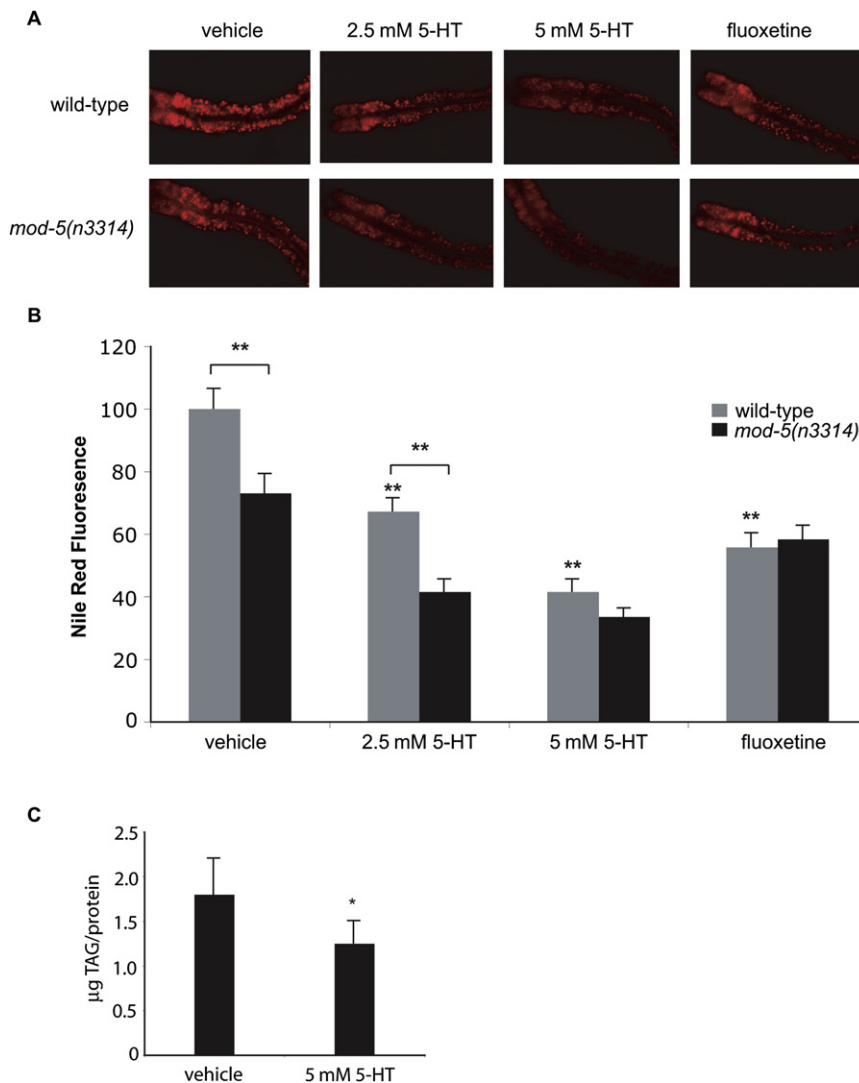 A
vehicle
2.5 mM 5-HT
5 mM 5-HT
fluoxetine
wild-type
mod-5(n3314)
B
Nile Red Fluoresence
120
100
80
60
40
20
0
**
**
**
**
**
wild-type
mod-5(n3314)
vehicle
2.5 mM 5-HT
5 mM 5-HT
fluoxetine
C
µg TAG/protein
2.5
2.0
1.5
1.0
0.5
0
*
vehicle
5 mM 5-HT